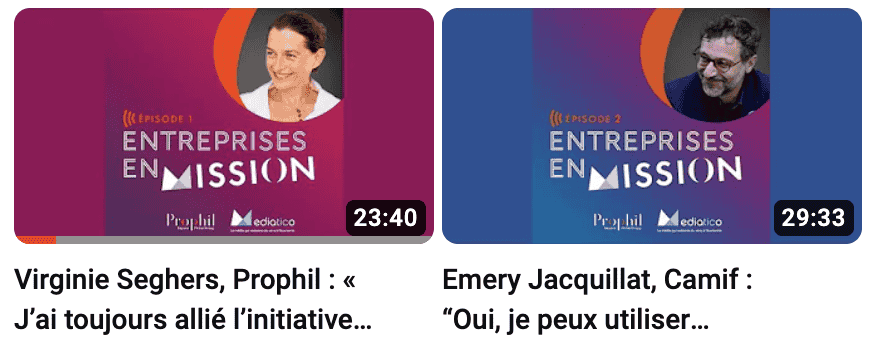 ÉPISODE 1
ENTREPRISES
EN MISSION
Prophil
Mediatico
23:40
Virginie Seghers, Prophil : «
J’ai toujours allié l’initiative…
ÉPISODE 2
ENTREPRISES
EN MISSION
Prophil
Mediatico
29:33
Emery Jacquillat, Camif :
“Oui, je peux utiliser…